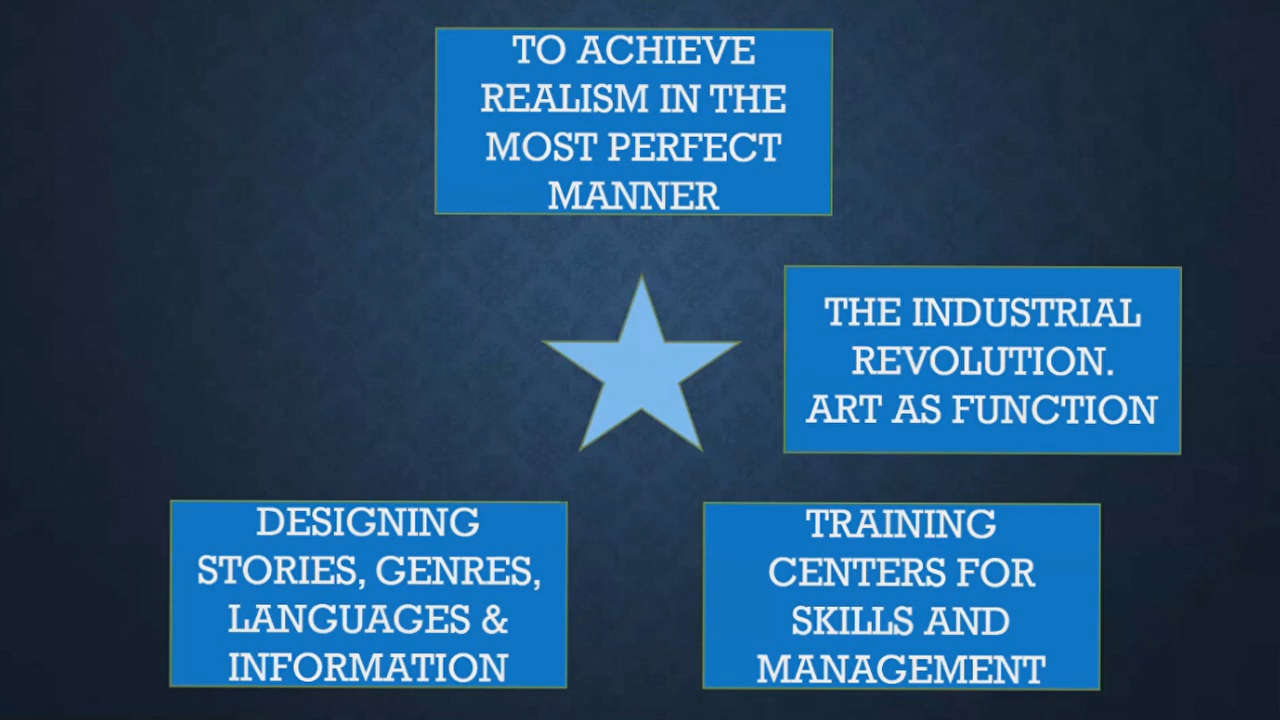 TO ACHIEVE
REALISM IN THE
MOST PERFECT
MANNER
THE INDUSTRIAL
REVOLUTION.
ART AS FUNCTION
DESIGNING
STORIES, GENRES,
LANGUAGES &
INFORMATION
TRAINING
CENTERS FOR
SKILLS AND
MANAGEMENT